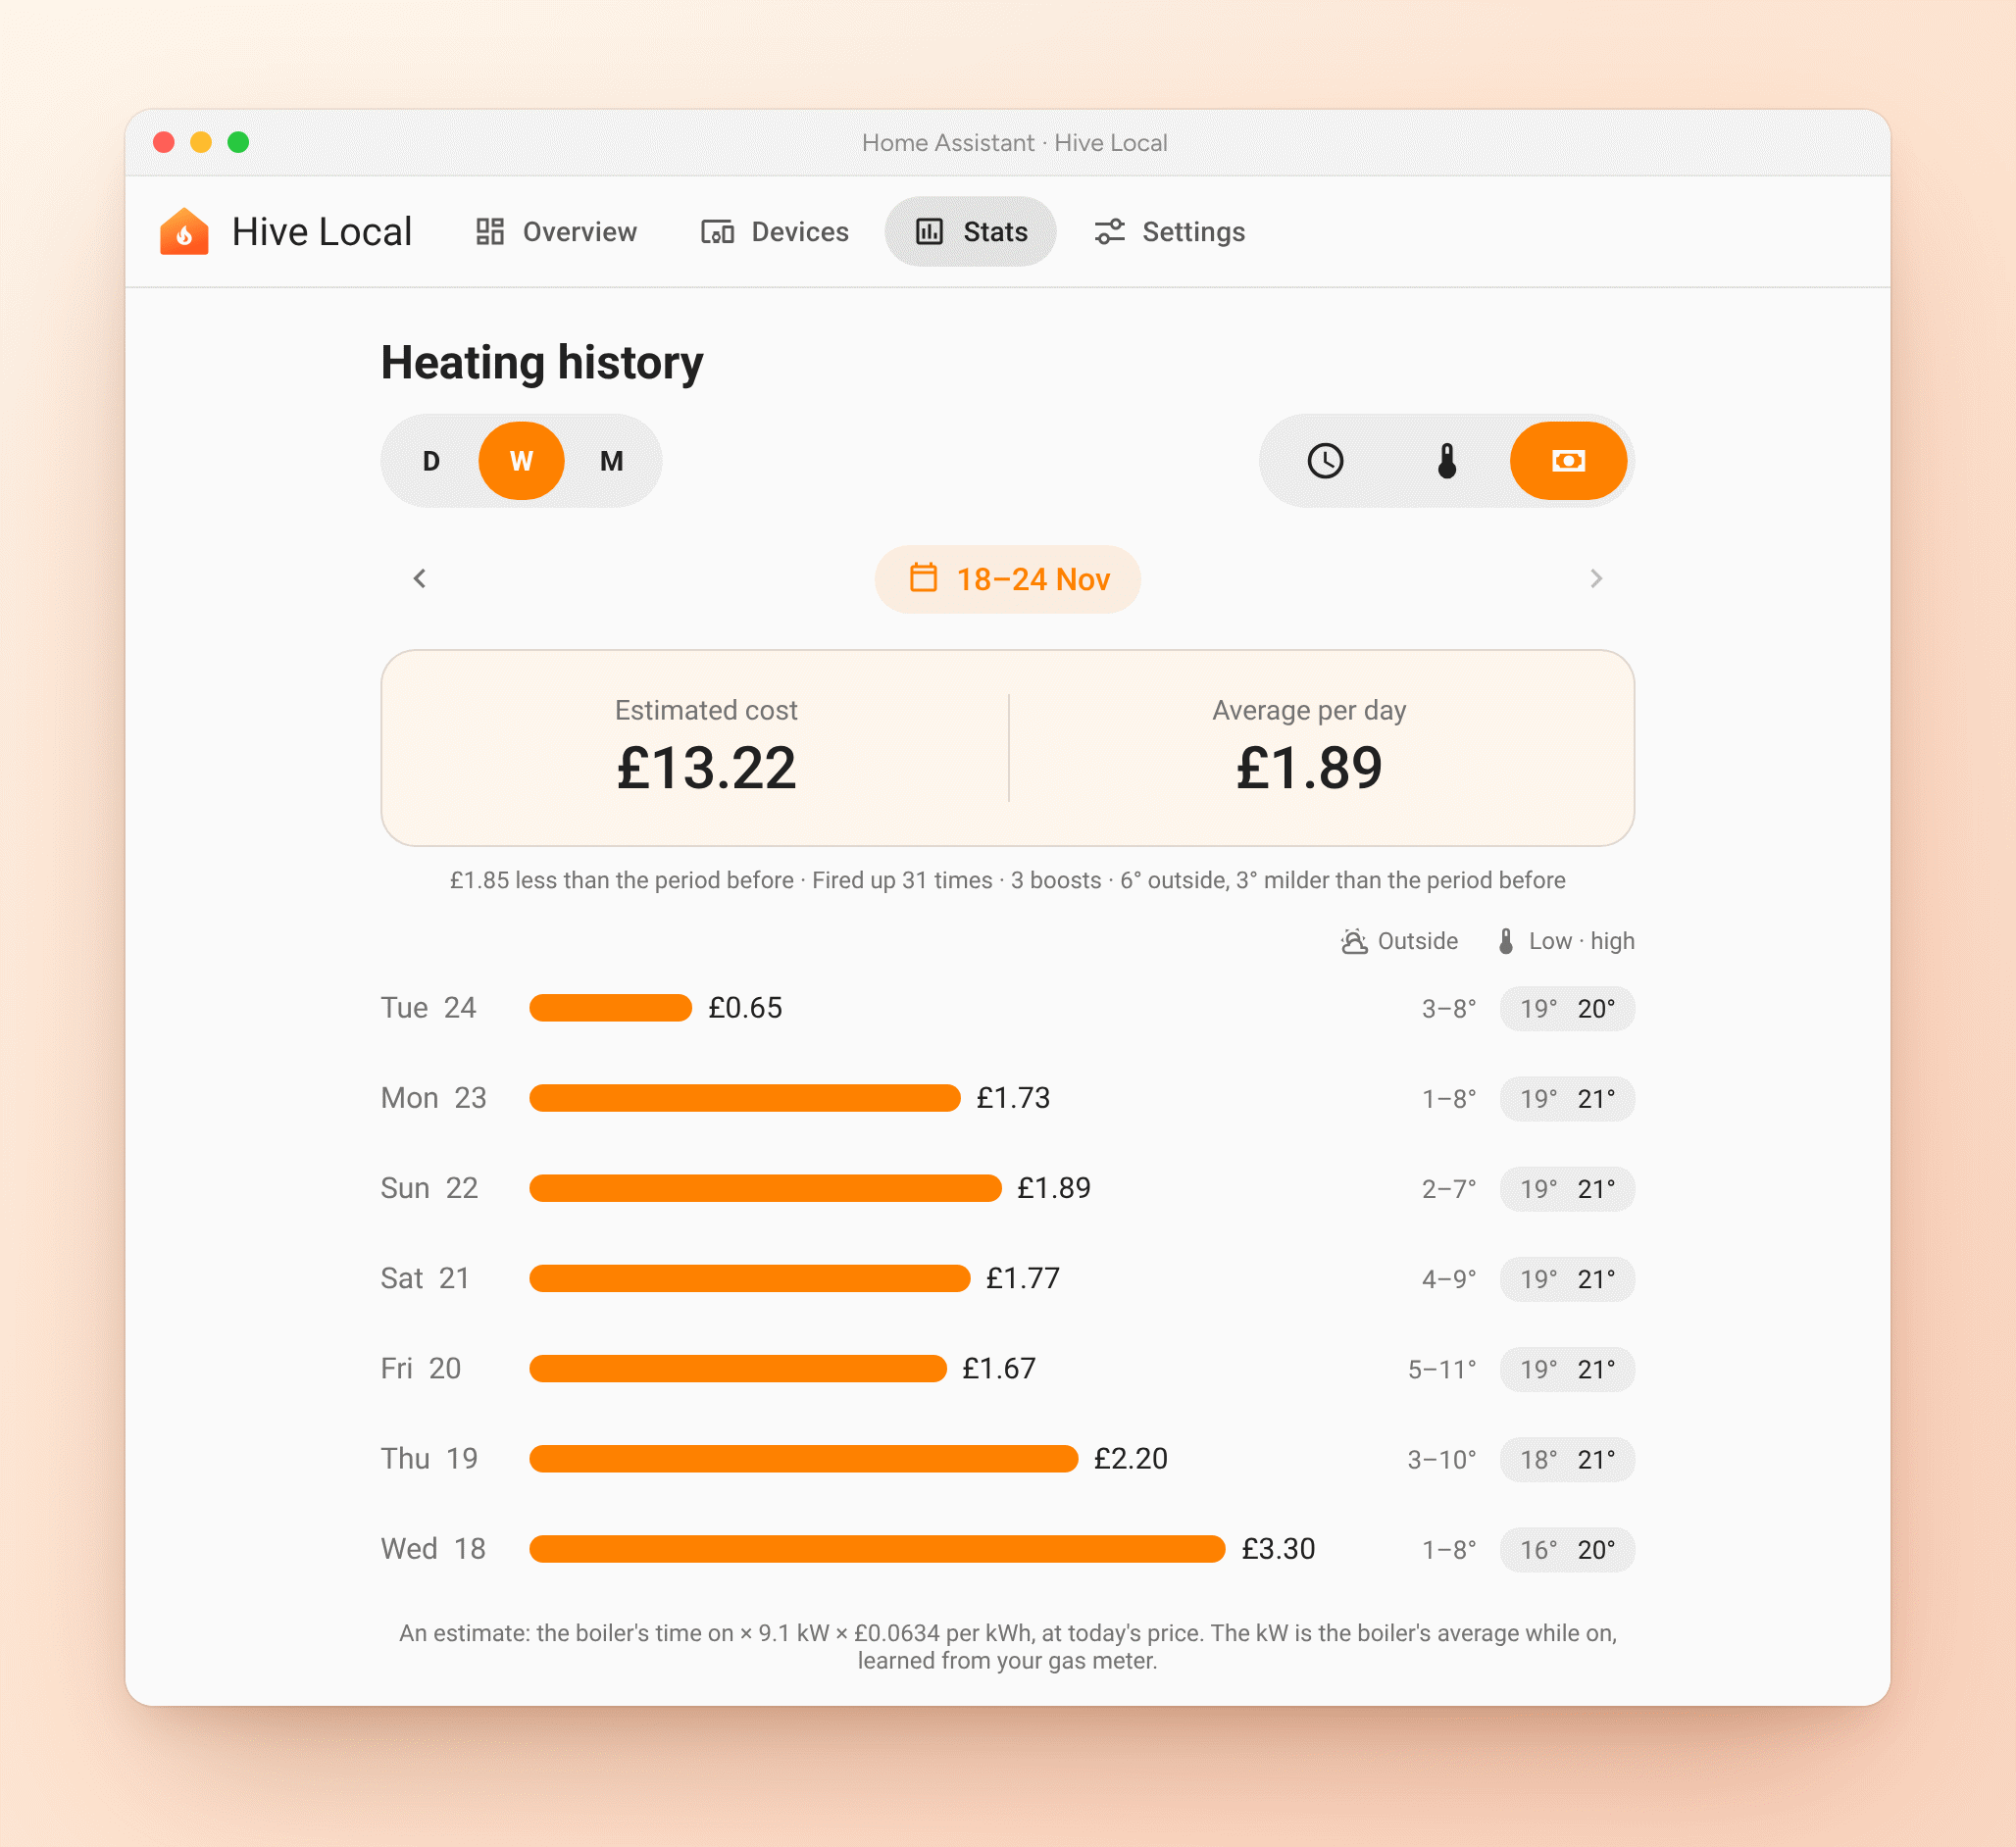 Home Assistant · Hive Local
Hive Local
Overview
Devices
Stats
Settings
Heating history
D W M
18–24 Nov
Estimated cost
£13.22
Average per day
£1.89
£1.85 less than the period before · Fired up 31 times · 3 boosts · 6° outside, 3° milder than the period before
Outside Low · high
Tue 24 £0.65 3–8° 19° 20°
Mon 23 £1.73 1–8° 19° 21°
Sun 22 £1.89 2–7° 19° 21°
Sat 21 £1.77 4–9° 19° 21°
Fri 20 £1.67 5–11° 19° 21°
Thu 19 £2.20 3–10° 18° 21°
Wed 18 £3.30 1–8° 16° 20°
An estimate: the boiler's time on × 9.1 kW × £0.0634 per kWh, at today's price. The kW is the boiler's average while on,
learned from your gas meter.